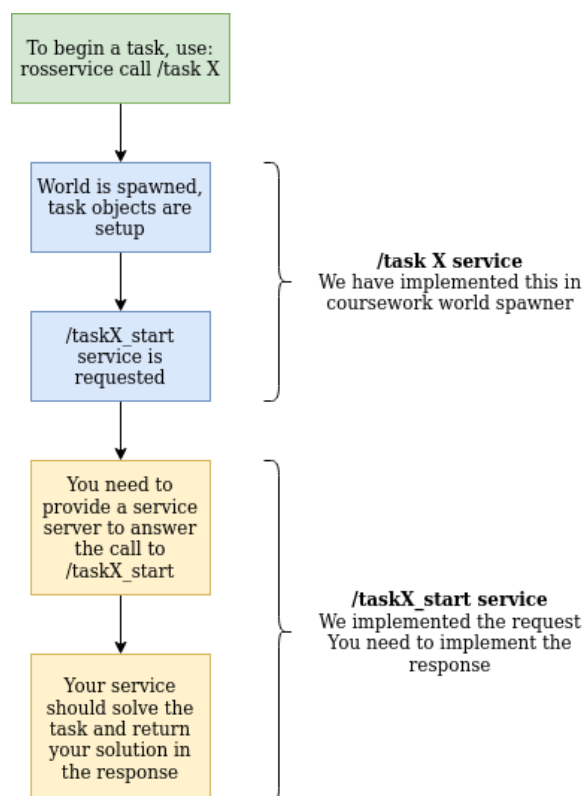 To begin a task, use:
rosservice call /task X
World is spawned,
task objects are
setup
/task X service
We have implemented this in
coursework world spawner
/taskX_start
service is
requested
You need to
provide a service
server to answer
the call to
/taskX_start
/taskX_start service
We implemented the request
You need to implement the
response
Your service
should solve the
task and return
your solution in
the response